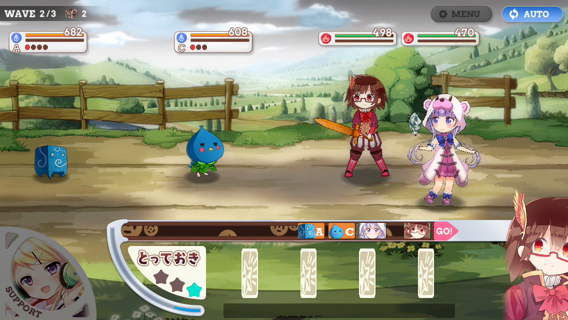 WAVE 2/3 2
MENU
AUTO
682
A
608
C
498
470
A
C
GO!
とっておき
SUPPORT